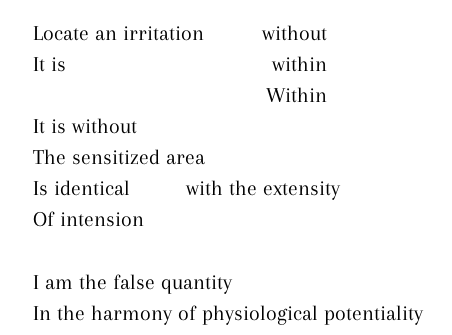 Locate an irritation without
It is within
Within
It is without
The sensitized area
Is identical with the extensity
Of intension
I am the false quantity
In the harmony of physiological potentiality